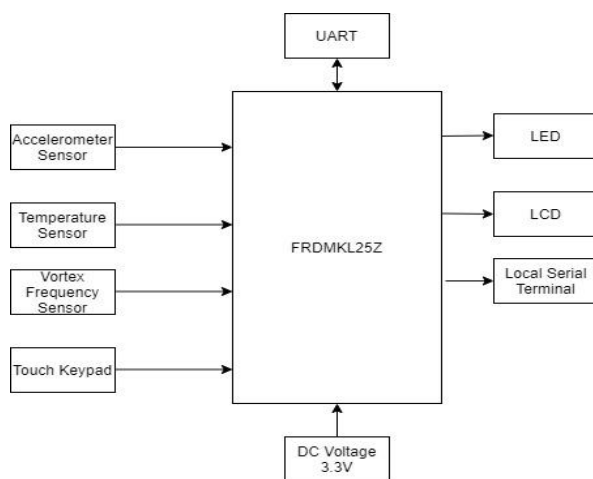 UART
Accelerometer
Sensor
Temperature
Sensor
Vortex
Frequency
Sensor
Touch Keypad
FRDMKL25Z
LED
LCD
Local Serial
Terminal
DC Voltage
3.3V